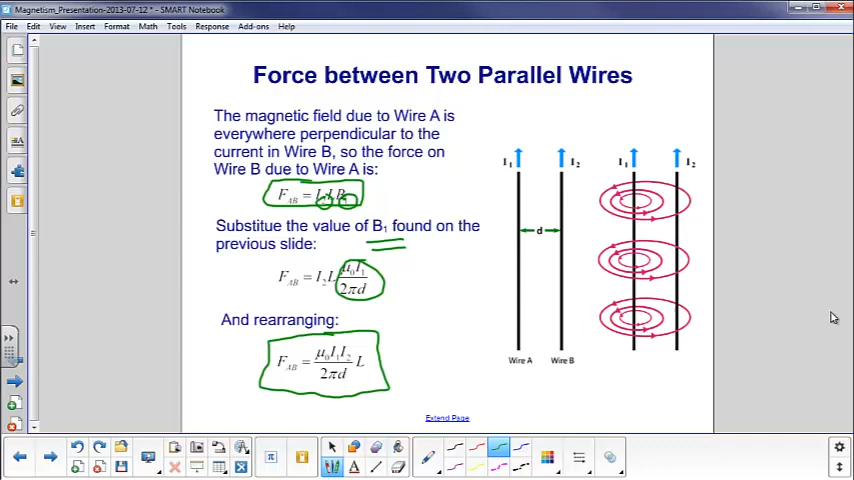 Magnetism_Presentation-2013-07-12 * - SMART Notebook
File Edit View Insert Format Math Tools Response Add-ons Help
Force between Two Parallel Wires
The magnetic field due to Wire A is
everywhere perpendicular to the
current in Wire B, so the force on
Wire B due to Wire A is:
F_AB = I₂LB₁
Substitute the value of B₁ found on the
previous slide:
F_AB = I₂L μ₀I₁/2πd
And rearranging:
F_AB = μ₀I₁I₂/2πd L
I₁ I₂ I₁ I₂
d
Wire A Wire B
Extend Page